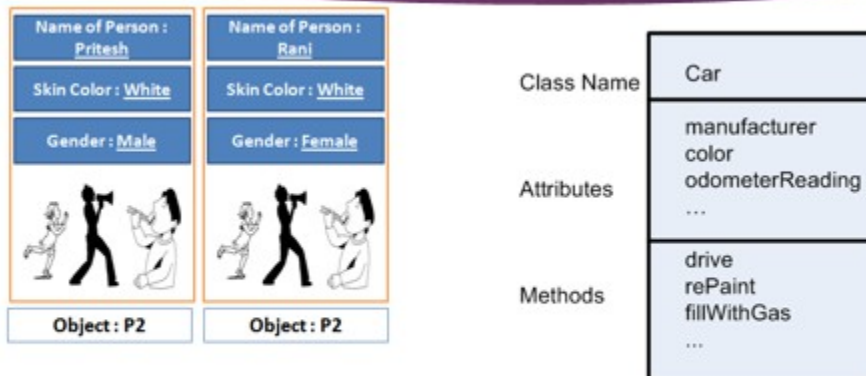 Name of Person :
Pritesh
Skin Color : White
Gender : Male
Object : P2
Name of Person :
Rani
Skin Color : White
Gender : Female
Object : P2
Class Name
Car
Attributes
manufacturer
color
odometerReading
...
Methods
drive
rePaint
fillWithGas
...